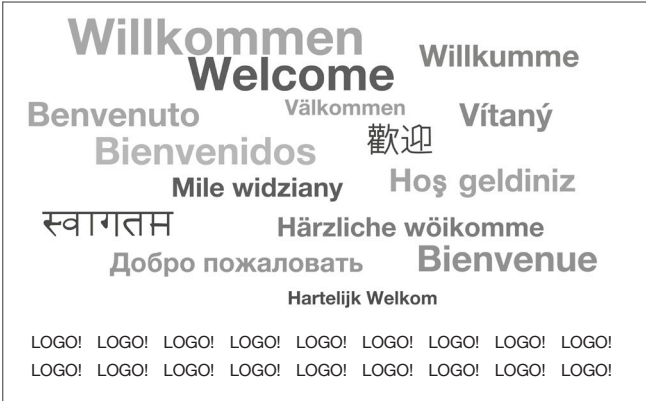 Willkommen
Welcome
Willkumme
Benvenuto
Välkommen
Vítaný
Bienvenidos
歡迎
Mile widziany
Hoş geldiniz
स्वागतम
Härzliche wöikomme
Добро пожаловать
Bienvenue
Hartelijk Welkom
LOGO! LOGO! LOGO! LOGO! LOGO! LOGO! LOGO! LOGO! LOGO!
LOGO! LOGO! LOGO! LOGO! LOGO! LOGO! LOGO! LOGO! LOGO!